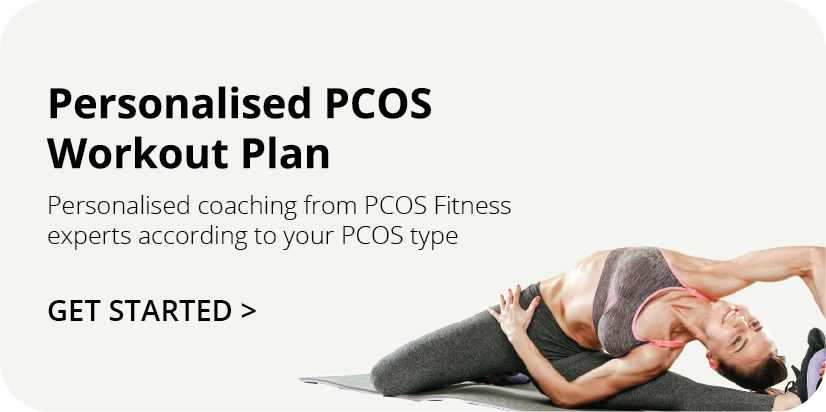 Personalised PCOS
Workout Plan
Personalised coaching from PCOS Fitness
experts according to your PCOS type
GET STARTED >